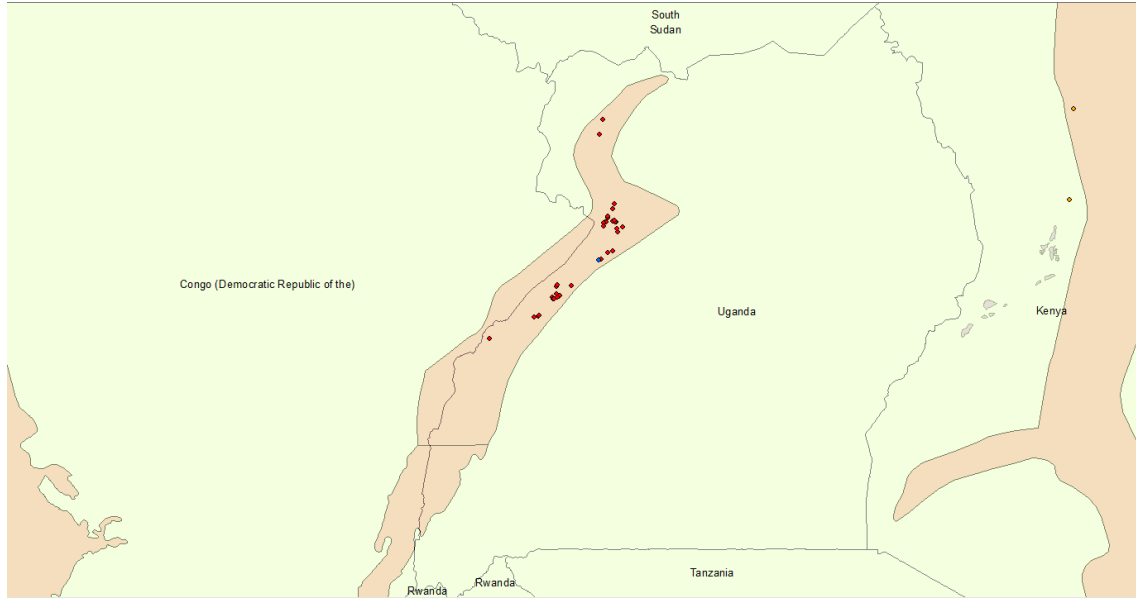 South
Sudan
Congo (Democratic Republic of the)
Uganda
Kenya
Tanzania
Rwanda
Rwanda